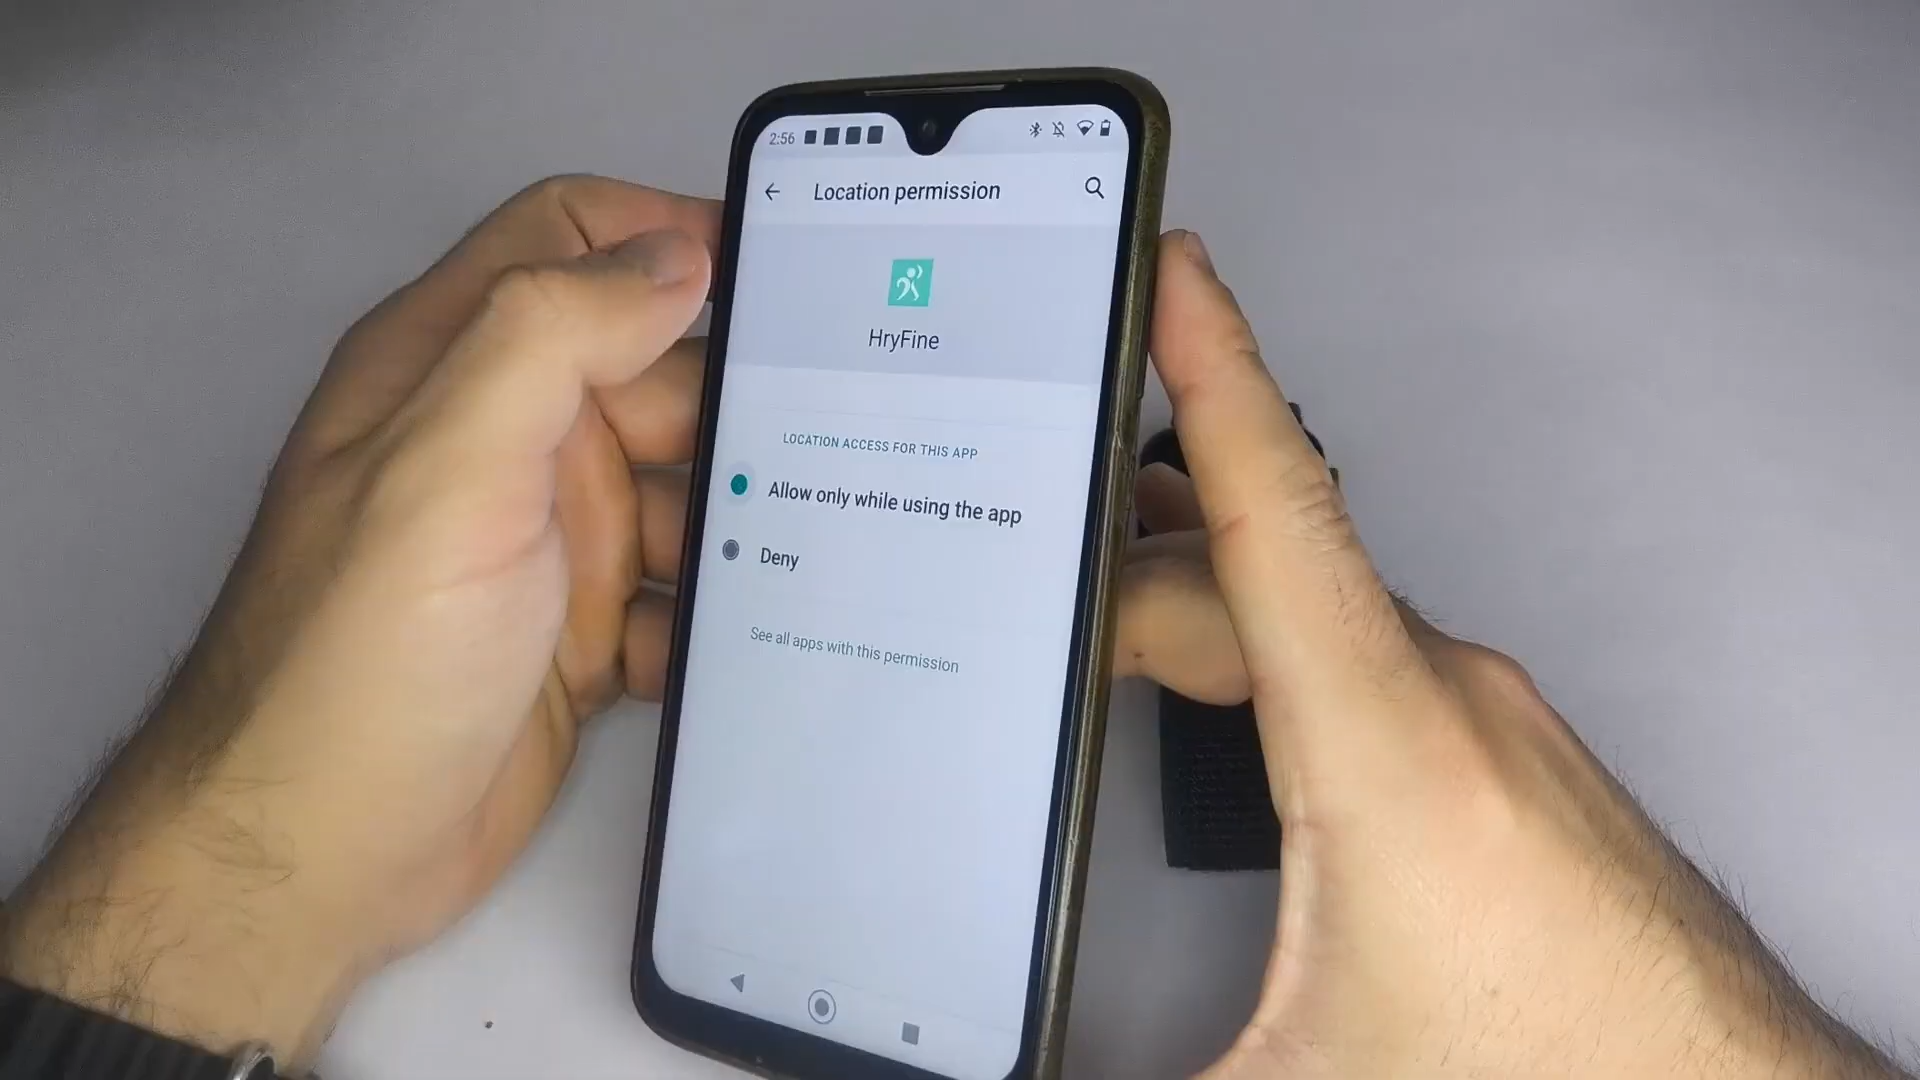 2:56
Location permission
HryFine
LOCATION ACCESS FOR THIS APP
Allow only while using the app
Deny
See all apps with this permission